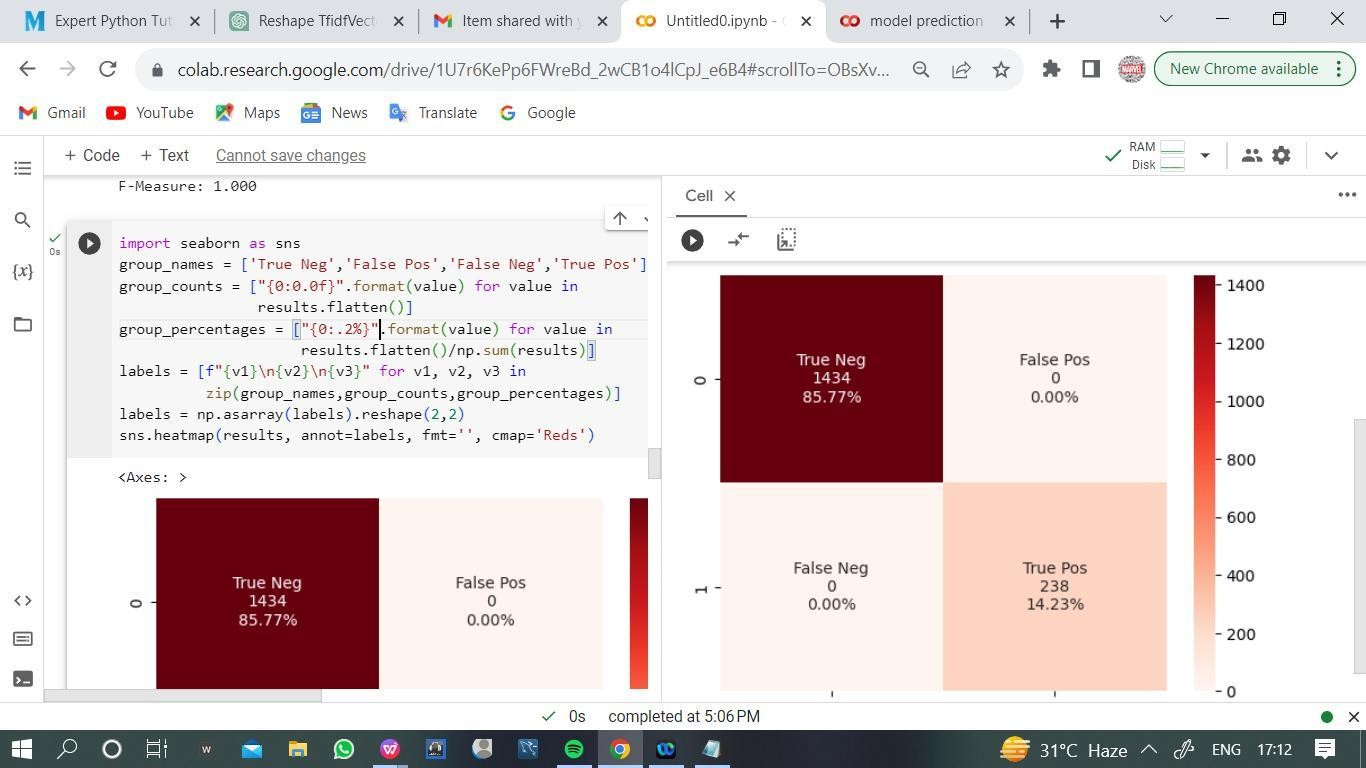 Expert Python Tut
Reshape TfidfVect
Item shared with
Untitled0.ipynb -
model prediction
colab.research.google.com/drive/1U7r6KePp6FWreBd_2wCB1o4lCpJ_e6B4#scrollTo=OBsXv...
New Chrome available
Gmail
YouTube
Maps
News
Translate
Google
+ Code
+ Text
Cannot save changes
RAM
Disk
F-Measure: 1.000
0s
import seaborn as sns
group_names = ['True Neg','False Pos','False Neg','True Pos']
group_counts = ["{0:0.0f}".format(value) for value in
results.flatten()]
group_percentages = ["{0:.2%}".format(value) for value in
results.flatten()/np.sum(results)]
labels = [f"{v1}\n{v2}\n{v3}" for v1, v2, v3 in
zip(group_names,group_counts,group_percentages)]
labels = np.asarray(labels).reshape(2,2)
sns.heatmap(results, annot=labels, fmt='', cmap='Reds')
<Axes: >
0
True Neg
1434
85.77%
False Pos
0
0.00%
{x}
Cell
0
True Neg
1434
85.77%
False Pos
0
0.00%
1
False Neg
0
0.00%
True Pos
238
14.23%
1400
1200
1000
800
600
400
200
0
0s completed at 5:06 PM
31°C Haze
ENG
17:12